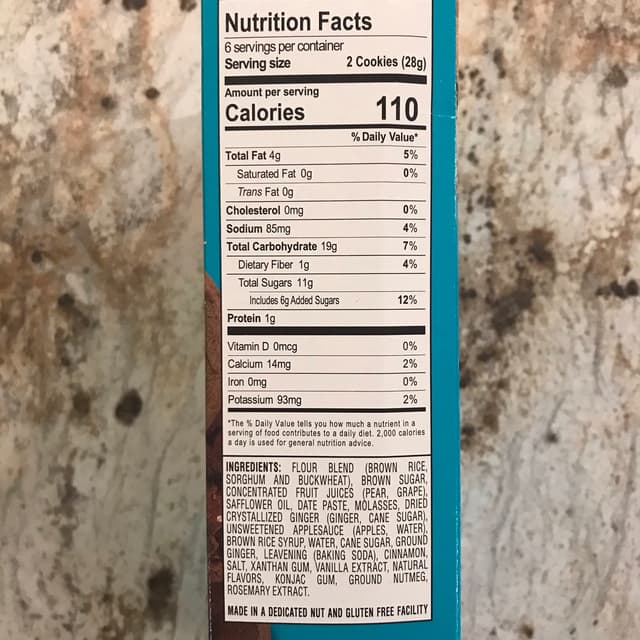 Nutrition Facts
6 servings per container
Serving size 2 Cookies (28g)
Amount per serving
Calories 110
% Daily Value*
Total Fat 4g 5%
Saturated Fat 0g 0%
Trans Fat 0g
Cholesterol 0mg 0%
Sodium 85mg 4%
Total Carbohydrate 19g 7%
Dietary Fiber 1g 4%
Total Sugars 11g
Includes 6g Added Sugars 12%
Protein 1g
Vitamin D 0mcg 0%
Calcium 14mg 2%
Iron 0mg 0%
Potassium 93mg 2%
*The % Daily Value tells you how much a nutrient in a
serving of food contributes to a daily diet. 2,000 calories
a day is used for general nutrition advice.
INGREDIENTS: FLOUR BLEND (BROWN RICE,
SORGHUM AND BUCKWHEAT), BROWN SUGAR,
CONCENTRATED FRUIT JUICES (PEAR, GRAPE),
SAFFLOWER OIL, DATE PASTE, MOLASSES, DRIED
CRYSTALLIZED GINGER (GINGER, CANE SUGAR),
UNSWEETENED APPLESAUCE (APPLES, WATER),
BROWN RICE SYRUP, WATER, CANE SUGAR, GROUND
GINGER, LEAVENING (BAKING SODA), CINNAMON,
SALT, XANTHAN GUM, VANILLA EXTRACT, NATURAL
FLAVORS, KONJAC GUM, GROUND NUTMEG,
ROSEMARY EXTRACT.
MADE IN A DEDICATED NUT AND GLUTEN FREE FACILITY